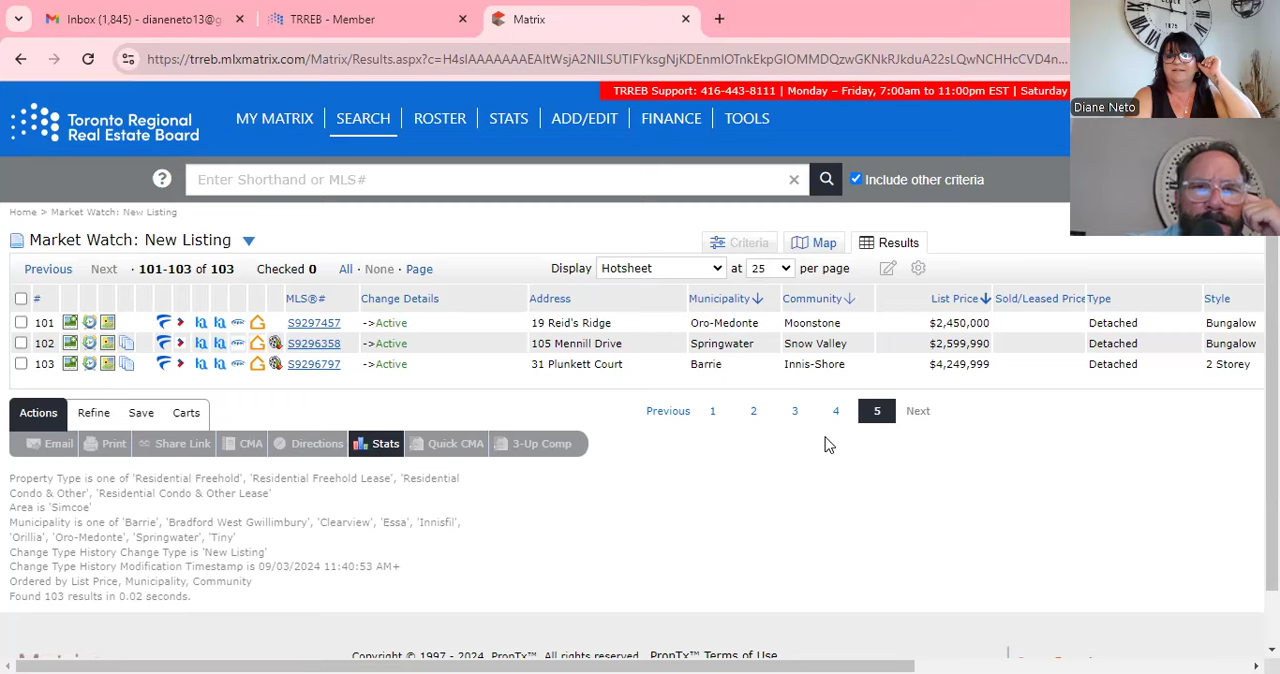 Inbox (1,845) - dianeneto13@g
TRREB - Member
Matrix
https://trreb.mlxmatrix.com/Matrix/Results.aspx?c=H4sIAAAAAAAEAItWsjA2NILSUTIFYksgNjKDEnmIOTnkEkpGIOMMDQzwGKNkRJkduA22sLQwNCHHcCVD4n...
TRREB Support: 416-443-8111 | Monday – Friday, 7:00am to 11:00pm EST | Saturday
Toronto Regional
Real Estate Board
MY MATRIX SEARCH ROSTER STATS ADD/EDIT FINANCE TOOLS
Diane Neto
? Enter Shorthand or MLS# Include other criteria
Home > Market Watch: New Listing
Market Watch: New Listing Criteria Map Results
Previous Next · 101-103 of 103 Checked 0 All · None · Page Display Hotsheet at 25 per page
# MLS®# Change Details Address Municipality Community List Price Sold/Leased Price Type Style
101 S9297457 ->Active 19 Reid's Ridge Oro-Medonte Moonstone $2,450,000 Detached Bungalow
102 S9296358 ->Active 105 Mennill Drive Springwater Snow Valley $2,599,990 Detached Bungalow
103 S9296797 ->Active 31 Plunkett Court Barrie Innis-Shore $4,249,999 Detached 2 Storey
Actions Refine Save Carts
Previous 1 2 3 4 5 Next
Email Print Share Link CMA Directions Stats Quick CMA 3-Up Comp
Property Type is one of 'Residential Freehold', 'Residential Freehold Lease', 'Residential
Condo & Other', 'Residential Condo & Other Lease'
Area is 'Simcoe'
Municipality is one of 'Barrie', 'Bradford West Gwillimbury', 'Clearview', 'Essa', 'Innisfil',
'Orillia', 'Oro-Medonte', 'Springwater', 'Tiny'
Change Type History Change Type is 'New Listing'
Change Type History Modification Timestamp is 09/03/2024 11:40:53 AM+
Ordered by List Price, Municipality, Community
Found 103 results in 0.02 seconds.
Copyright © 1997 - 2024 PropTx™ All rights reserved. PropTx™ Terms of Use